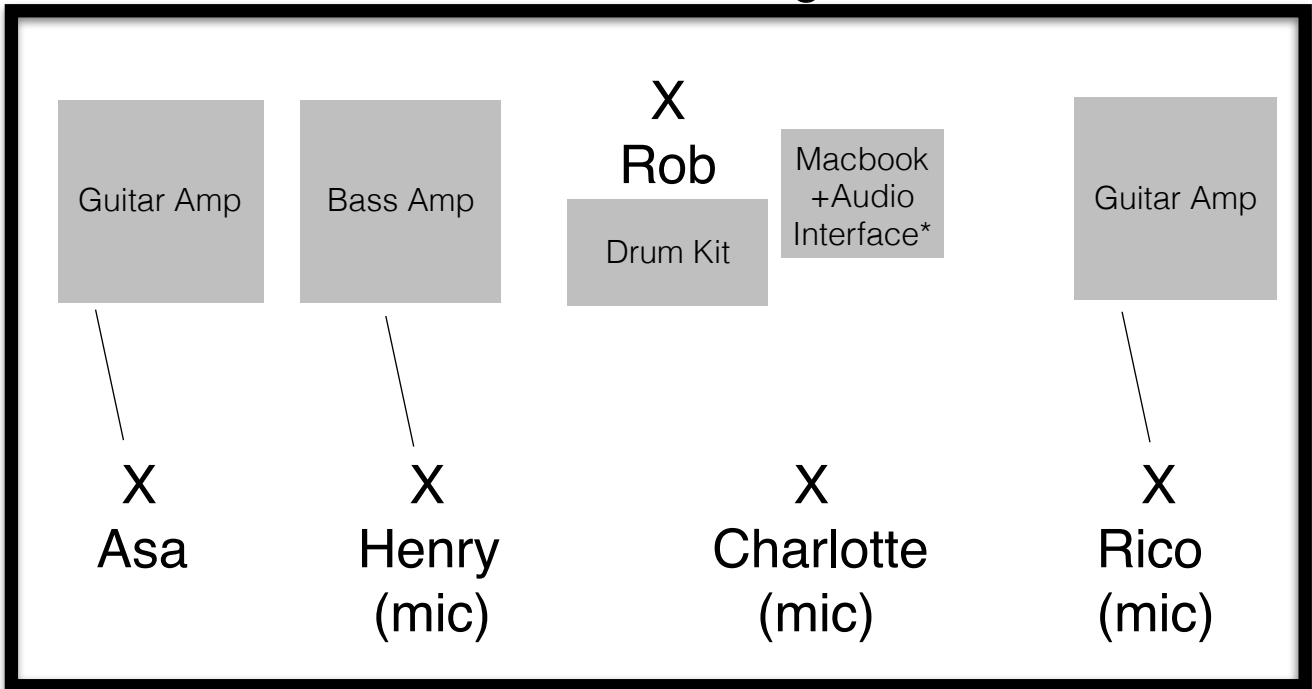 X
Rob
Guitar Amp
Bass Amp
Drum Kit
Macbook
+Audio
Interface*
Guitar Amp
X
Asa
X
Henry
(mic)
X
Charlotte
(mic)
X
Rico
(mic)